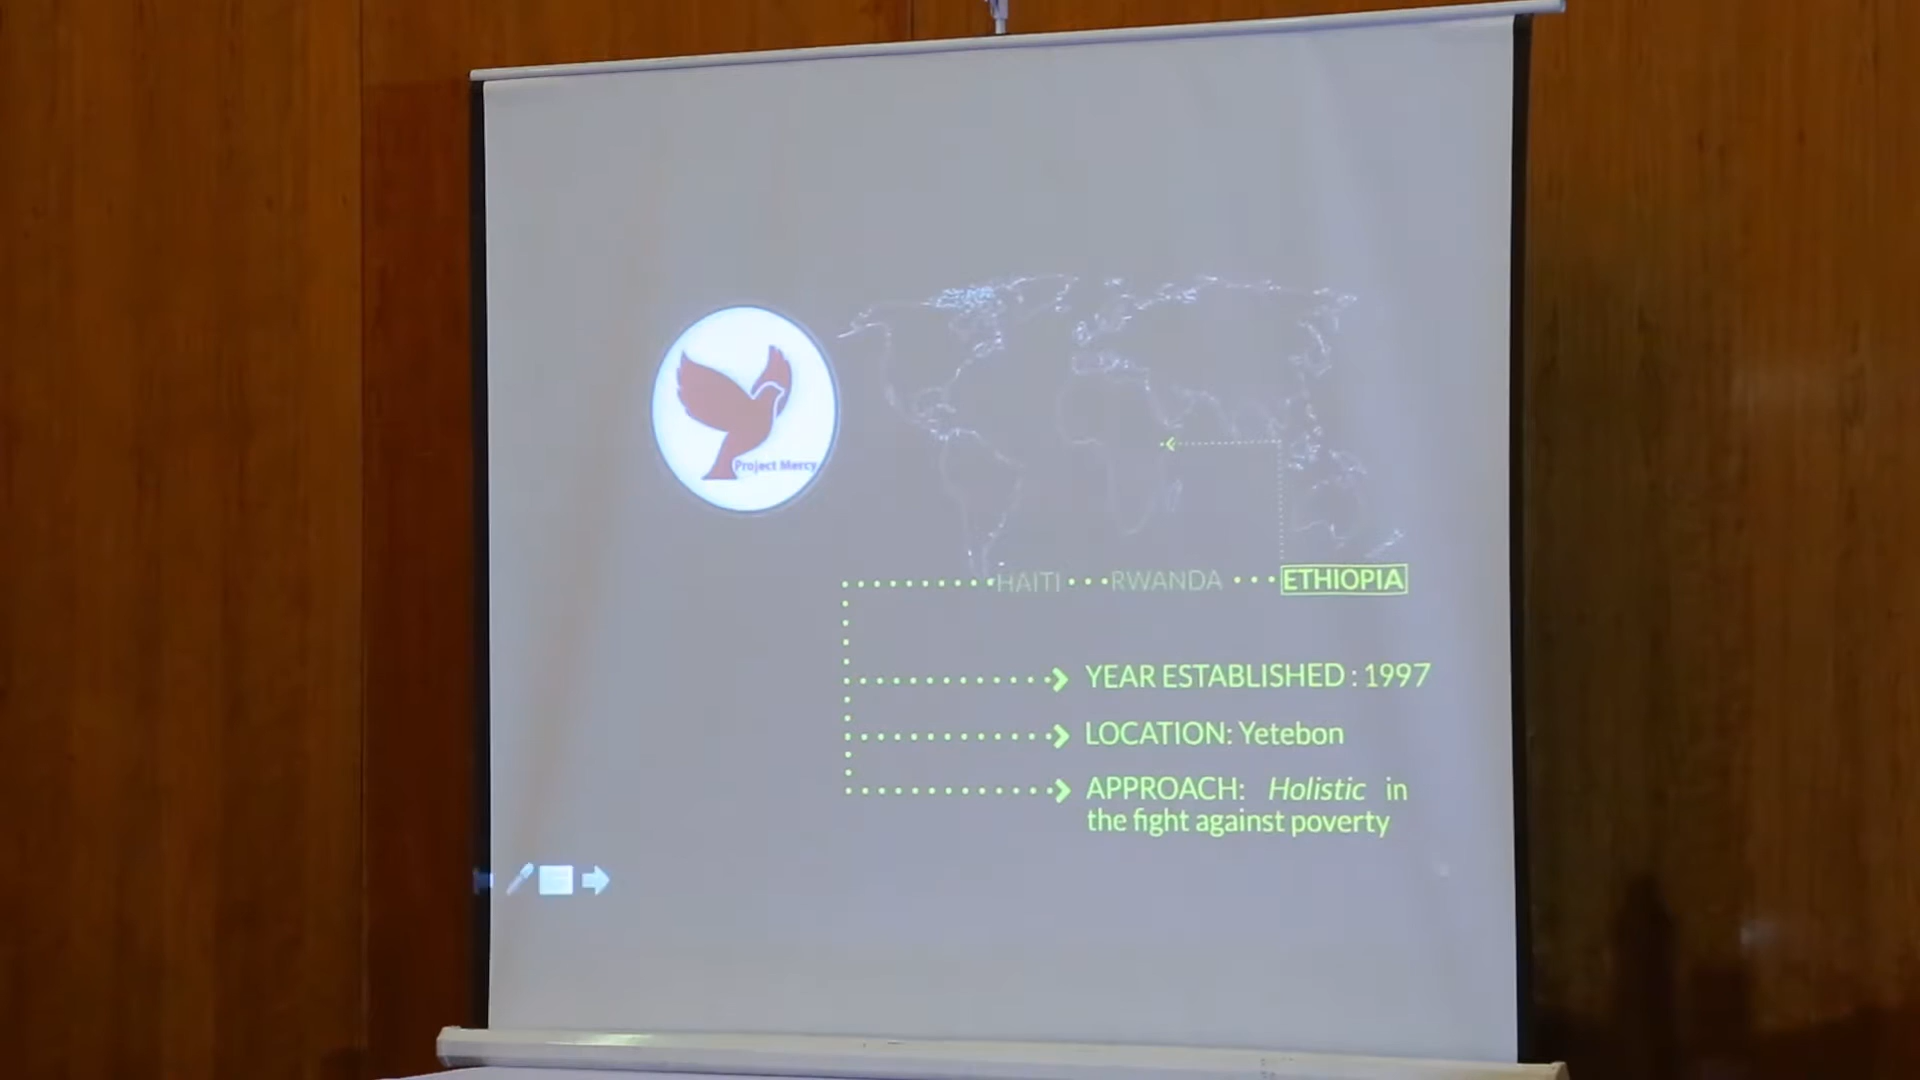 Project Mercy
HAITI RWANDA ETHIOPIA
YEAR ESTABLISHED : 1997
LOCATION: Yetebon
APPROACH: Holistic in
the fight against poverty